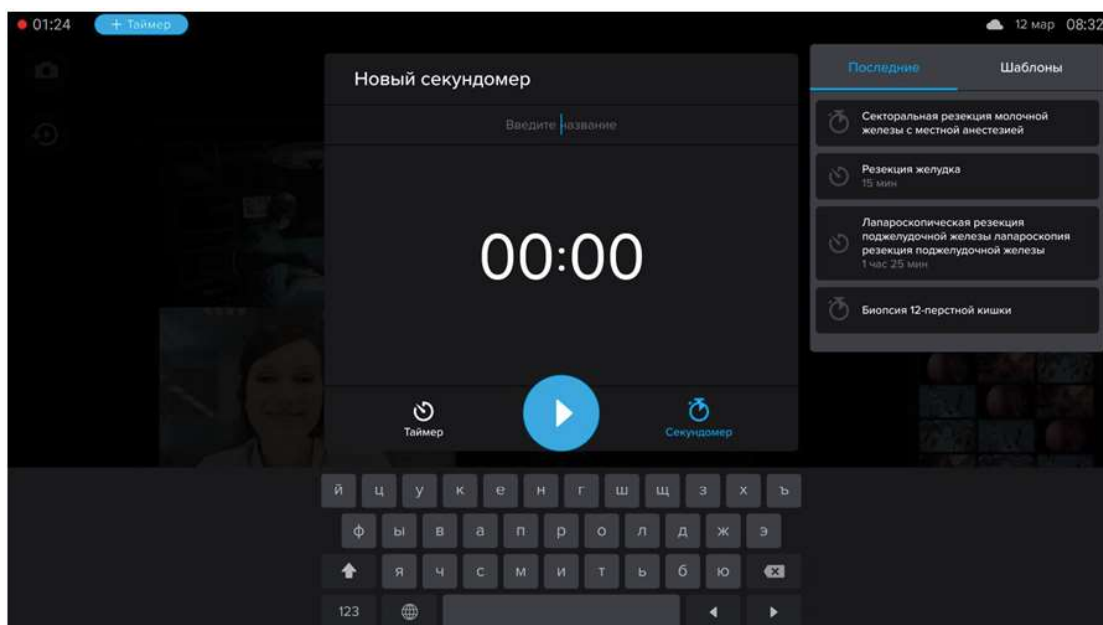 01:24
+ Таймер
12 мар 08:32
Новый секундомер
Введите название
00:00
Таймер
Секундомер
Последние
Шаблоны
Секторальная резекция молочной
железы с местной анестезией
Резекция желудка
15 мин
Лапароскопическая резекция
поджелудочной железы лапароскопия
резекция поджелудочной железы
1 час 25 мин
Биопсия 12-перстной кишки
й ц у к е н г ш щ з х ъ
ф ы в а п р о л д ж э
я ч с м и т ь б ю
123